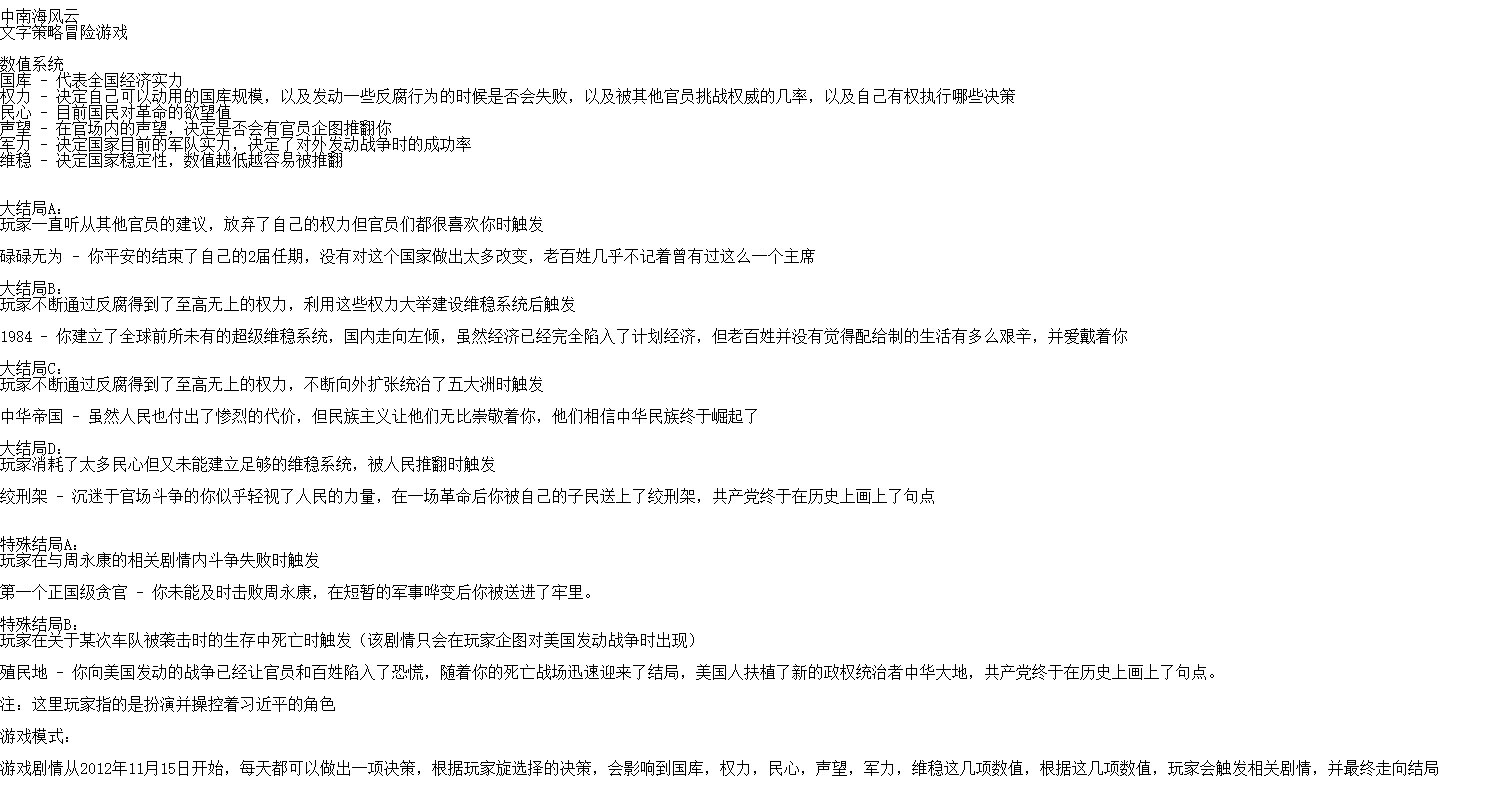 中南海风云
文字策略冒险游戏
数值系统
国库 - 代表全国经济实力
权力 - 决定自己可以动用的国库规模，以及发动一些反腐行为的时候是否会失败，以及被其他官员挑战权威的几率，以及自己有权执行哪些决策
民心 - 目前国民对革命的欲望值
声望 - 在官场内的声望，决定是否会有官员企图推翻你
军力 - 决定国家目前的军队实力，决定了对外发动战争时的成功率
维稳 - 决定国家稳定性，数值越低越容易被推翻
大结局A：
玩家一直听从其他官员的建议，放弃了自己的权力但官员们都很喜欢你时触发
碌碌无为 - 你平安的结束了自己的2届任期，没有对这个国家做出太多改变，老百姓几乎不记着曾有过这么一个主席
大结局B：
玩家不断通过反腐得到了至高无上的权力，利用这些权力大举建设维稳系统后触发
1984 - 你建立了全球前所未有的超级维稳系统，国内走向左倾，虽然经济已经完全陷入了计划经济，但老百姓并没有觉得配给制的生活有多么艰辛，并爱戴着你
大结局C：
玩家不断通过反腐得到了至高无上的权力，不断向外扩张统治了五大洲时触发
中华帝国 - 虽然人民也付出了惨烈的代价，但民族主义让他们无比崇敬着你，他们相信中华民族终于崛起了
大结局D：
玩家消耗了太多民心但又未能建立足够的维稳系统，被人民推翻时触发
绞刑架 - 沉迷于官场斗争的你似乎轻视了人民的力量，在一场革命后你被自己的子民送上了绞刑架，共产党终于在历史上画上了句点
特殊结局A：
玩家在与周永康的相关剧情内斗争失败时触发
第一个正国级贪官 - 你未能及时击败周永康，在短暂的军事哗变后你被送进了牢里。
特殊结局B：
玩家在关于某次车队被袭击时的生存中死亡时触发（该剧情只会在玩家企图对美国发动战争时出现）
殖民地 - 你向美国发动的战争已经让官员和百姓陷入了恐慌，随着你的死亡战场迅速迎来了结局，美国人扶植了新的政权统治者中华大地，共产党终于在历史上画上了句点。
注：这里玩家指的是扮演并操控着习近平的角色
游戏模式：
游戏剧情从2012年11月15日开始，每天都可以做出一项决策，根据玩家旋选择的决策，会影响到国库，权力，民心，声望，军力，维稳这几项数值，根据这几项数值，玩家会触发相关剧情，并最终走向结局